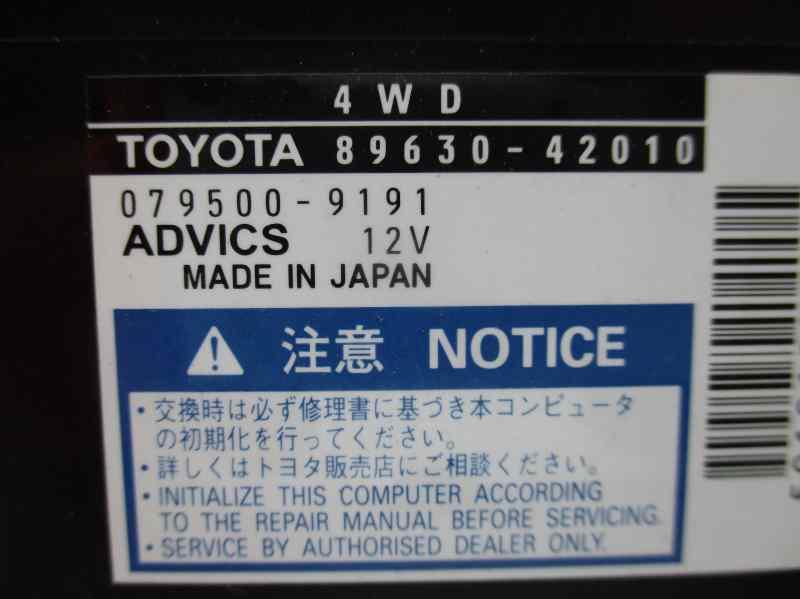 4WD
TOYOTA 89630-42010
079500-9191
ADVICS 12V
MADE IN JAPAN
注意 NOTICE
・交換時は必ず修理書に基づき本コンピュータ
の初期化を行ってください。
・詳しくはトヨタ販売店にご相談ください。
・INITIALIZE THIS COMPUTER ACCORDING
TO THE REPAIR MANUAL BEFORE SERVICING.
・SERVICE BY AUTHORISED DEALER ONLY.